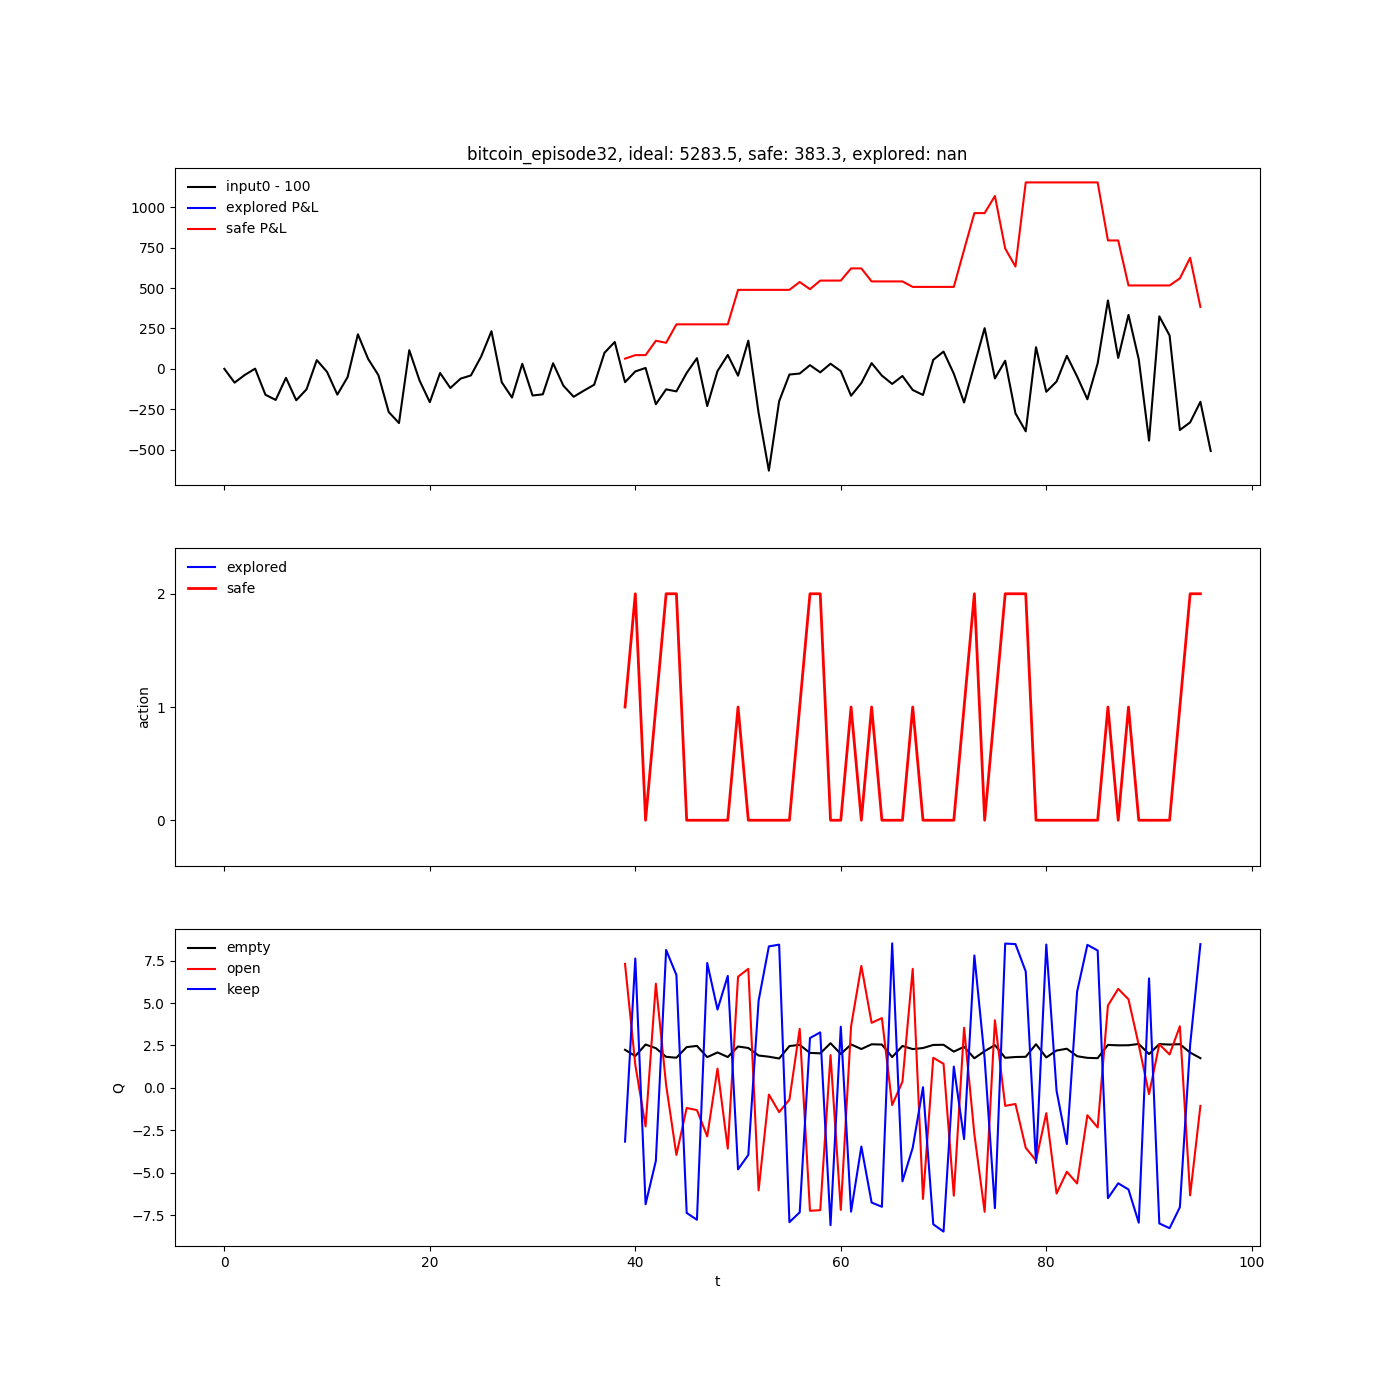 bitcoin_episode32, ideal: 5283.5, safe: 383.3, explored: nan
input0 - 100
explored P&L
safe P&L
1000
750
500
250
0
−250
−500
explored
safe
2
1
0
action
empty
open
keep
7.5
5.0
2.5
0.0
−2.5
−5.0
−7.5
Q
0 20 40 60 80 100
t